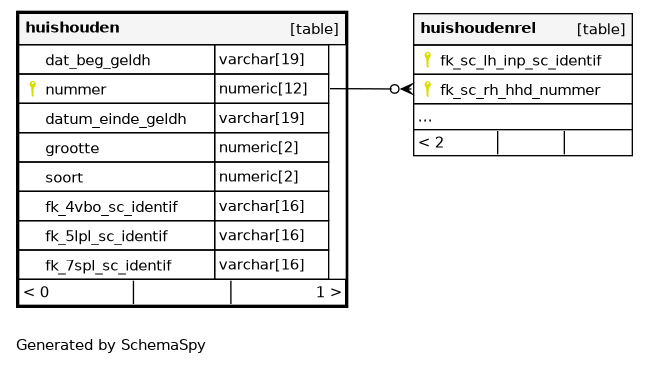 huishouden [table]
dat_beg_geldh varchar[19]
nummer numeric[12]
datum_einde_geldh varchar[19]
grootte numeric[2]
soort numeric[2]
fk_4vbo_sc_identif varchar[16]
fk_5lpl_sc_identif varchar[16]
fk_7spl_sc_identif varchar[16]
< 0 1 >
huishoudenrel [table]
fk_sc_lh_inp_sc_identif
fk_sc_rh_hhd_nummer
...
< 2
Generated by SchemaSpy